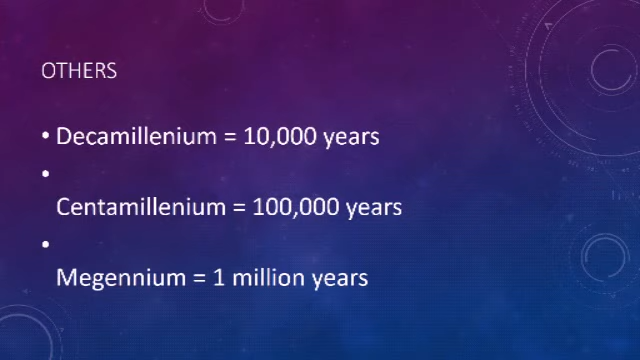 OTHERS
• Decamillenium = 10,000 years
•
Centamillenium = 100,000 years
•
Megennium = 1 million years